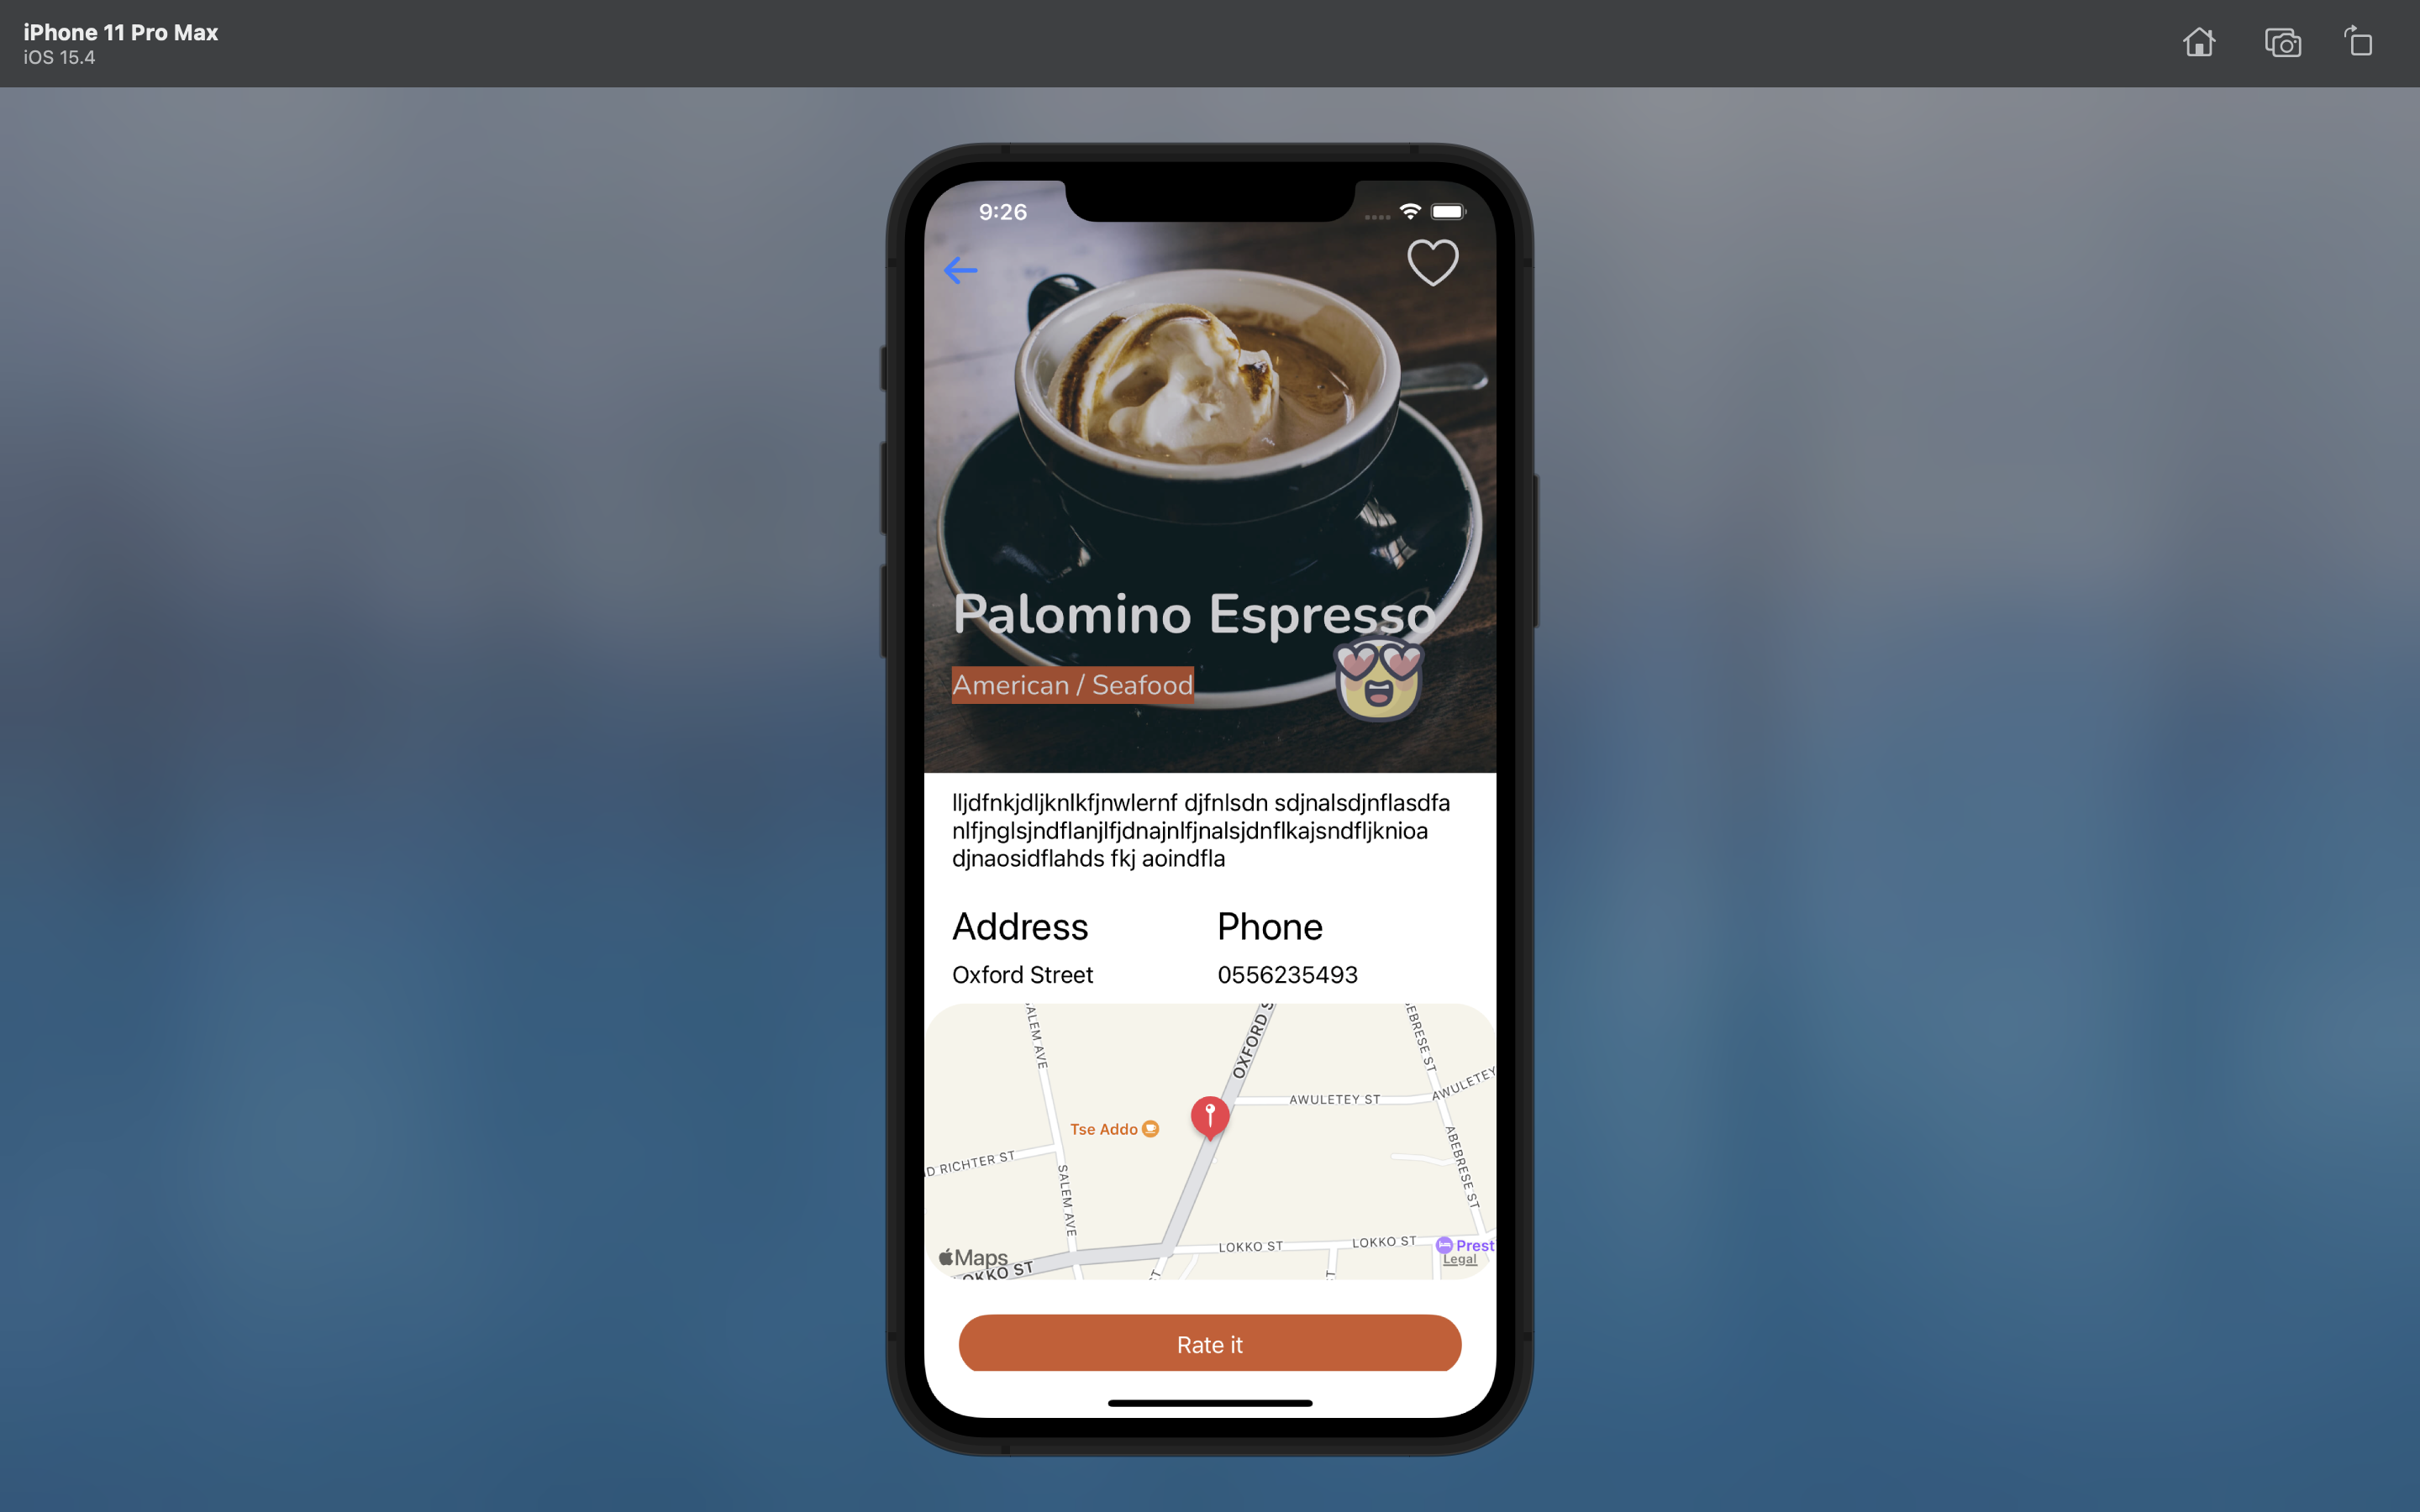 iPhone 11 Pro Max
iOS 15.4
9:26
Palomino Espresso
American / Seafood
lljdfnkjdljknlkfjnwlernf djfnlsdn sdjnalsdjnflasdfa
nlfjnglsjndflanjlfjdnajnlfjnalsjdnflkajsndfljknioa
djnaosidflahds fkj aoindfla
Address
Phone
Oxford Street
0556235493
ALEM AVE
OXFORD S
EBRESE ST
AWULETEY ST
AWULETEY
Tse Addo
ABEBRESE ST
D RICHTER ST
SALEM AVE
LOKKO ST
LOKKO ST
Prest
Maps
Legal
OKKO ST
Rate it